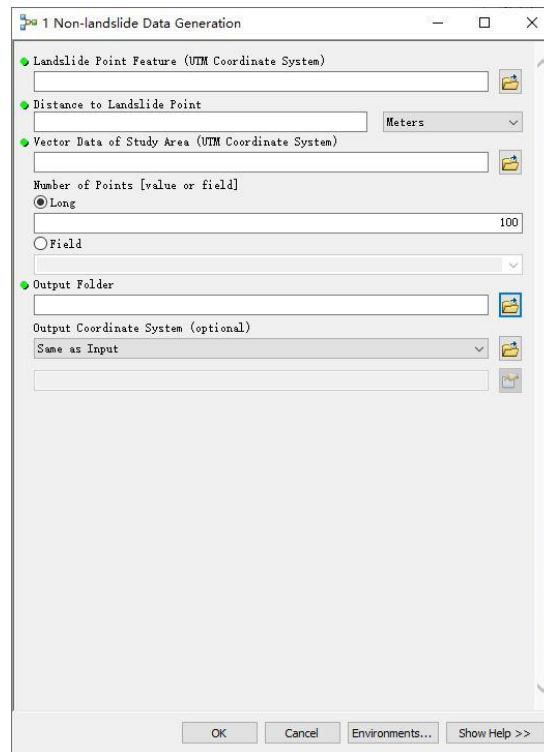 1 Non-landslide Data Generation
Landslide Point Feature (UTM Coordinate System)
Distance to Landslide Point
Meters
Vector Data of Study Area (UTM Coordinate System)
Number of Points [value or field]
Long
100
Field
Output Folder
Output Coordinate System (optional)
Same as Input
OK Cancel Environments... Show Help >>